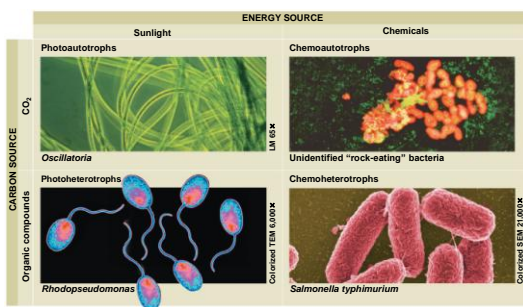 ENERGY SOURCE
Sunlight
Chemicals
CARBON SOURCE
CO2
Organic compounds
Photoautotrophs
LM 65×
Oscillatoria
Chemoautotrophs
Unidentified “rock-eating” bacteria
Photoheterotrophs
Colorized TEM 6,000×
Rhodopseudomonas
Chemoheterotrophs
Colorized SEM 21,000×
Salmonella typhimurium